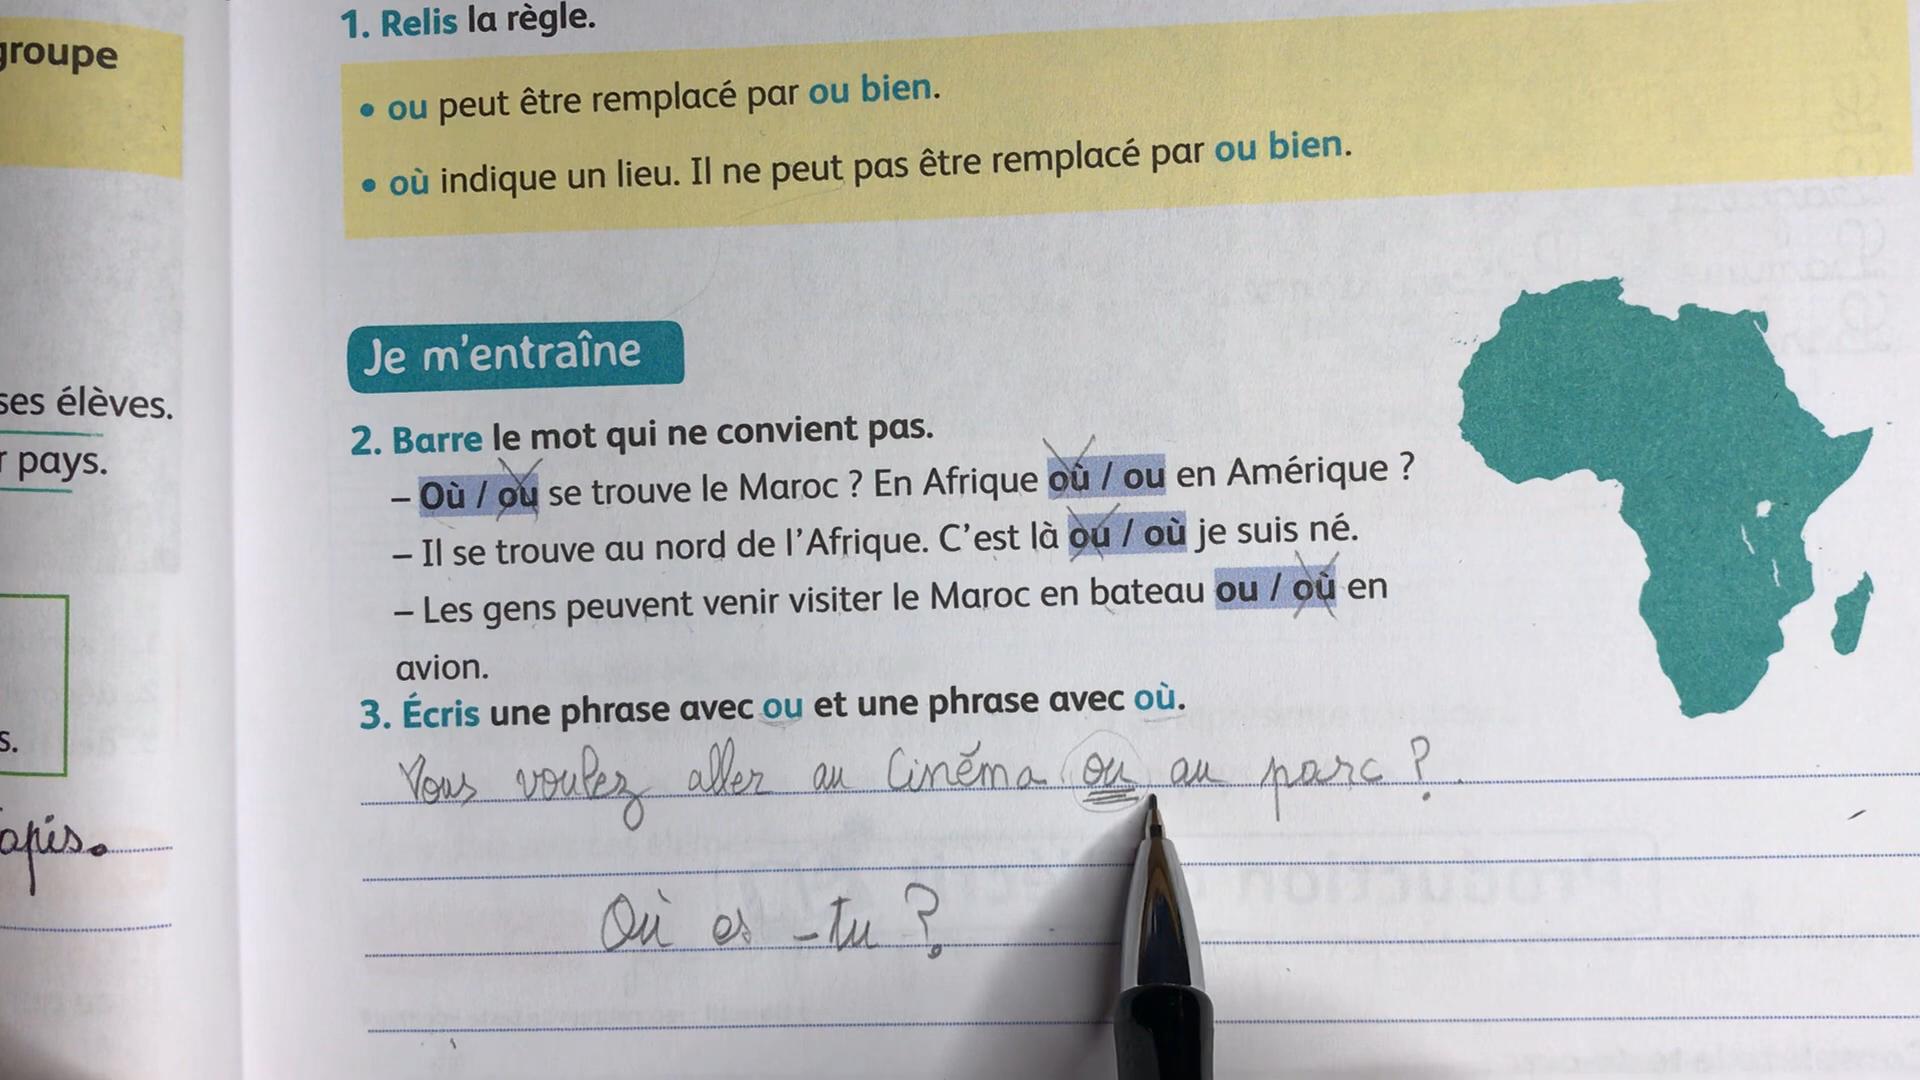 groupe
ses élèves.
r pays.
s.
apis.
1. Relis la règle.
• ou peut être remplacé par ou bien.
• où indique un lieu. Il ne peut pas être remplacé par ou bien.
Je m'entraîne
2. Barre le mot qui ne convient pas.
– Où / ou se trouve le Maroc ? En Afrique où / ou en Amérique ?
– Il se trouve au nord de l'Afrique. C'est là ou / où je suis né.
– Les gens peuvent venir visiter le Maroc en bateau ou / où en
avion.
3. Écris une phrase avec ou et une phrase avec où.
Vous voulez aller au Cinéma ou au parc ?
Où es -tu ?